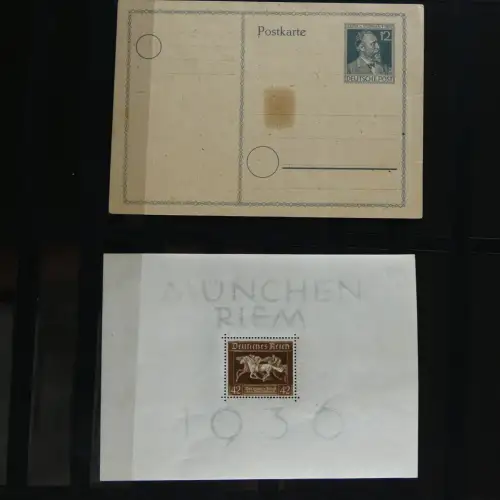 Postkarte
12
DEUTSCHE POST
MÜNCHEN
RIEM
Deutsches Reich
42 42
1936